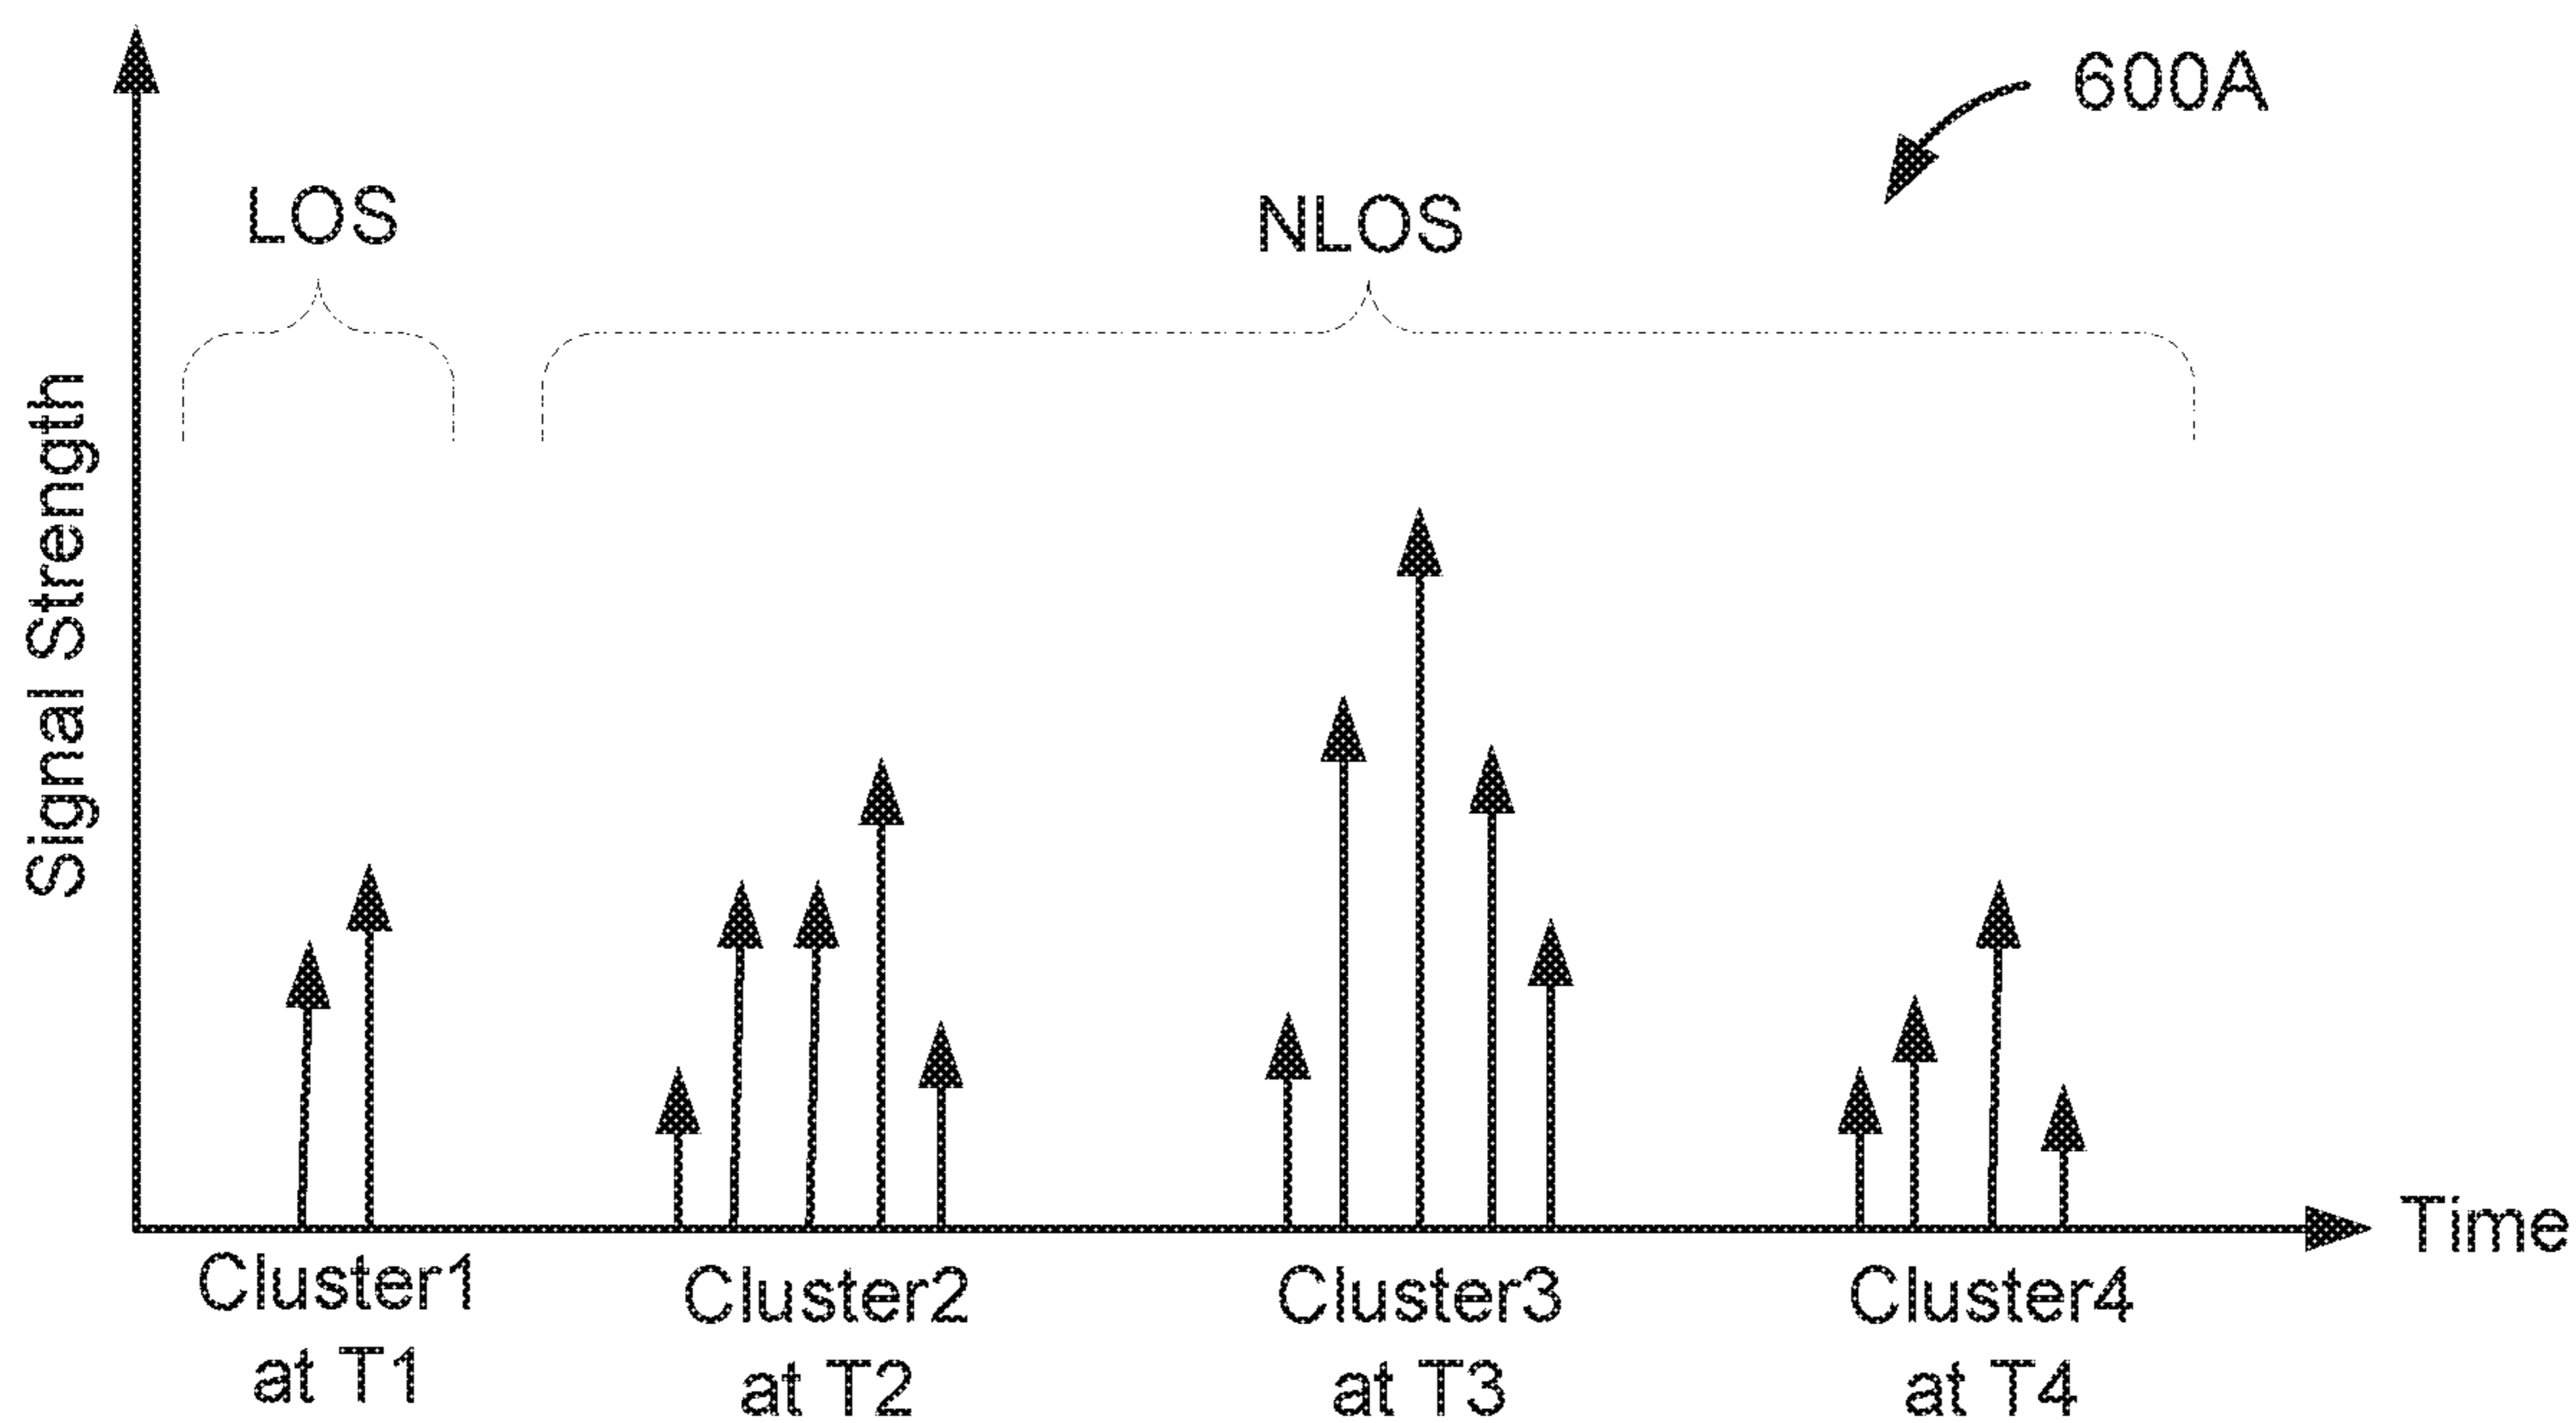 600A
LOS
NLOS
Signal Strength
Time
Cluster1
at T1
Cluster2
at T2
Cluster3
at T3
Cluster4
at T4